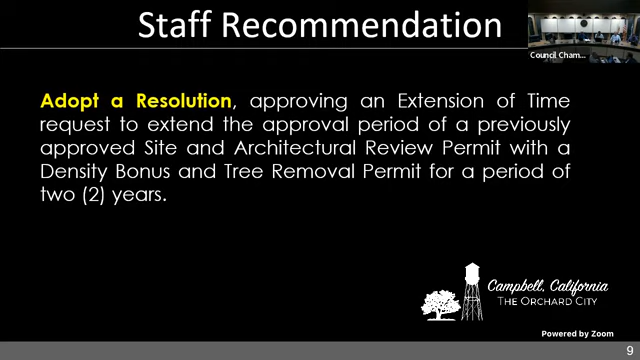 Staff Recommendation
Council Cham...
Adopt a Resolution, approving an Extension of Time
request to extend the approval period of a previously
approved Site and Architectural Review Permit with a
Density Bonus and Tree Removal Permit for a period of
two (2) years.
Campbell, California
THE ORCHARD CITY
Powered by Zoom
9